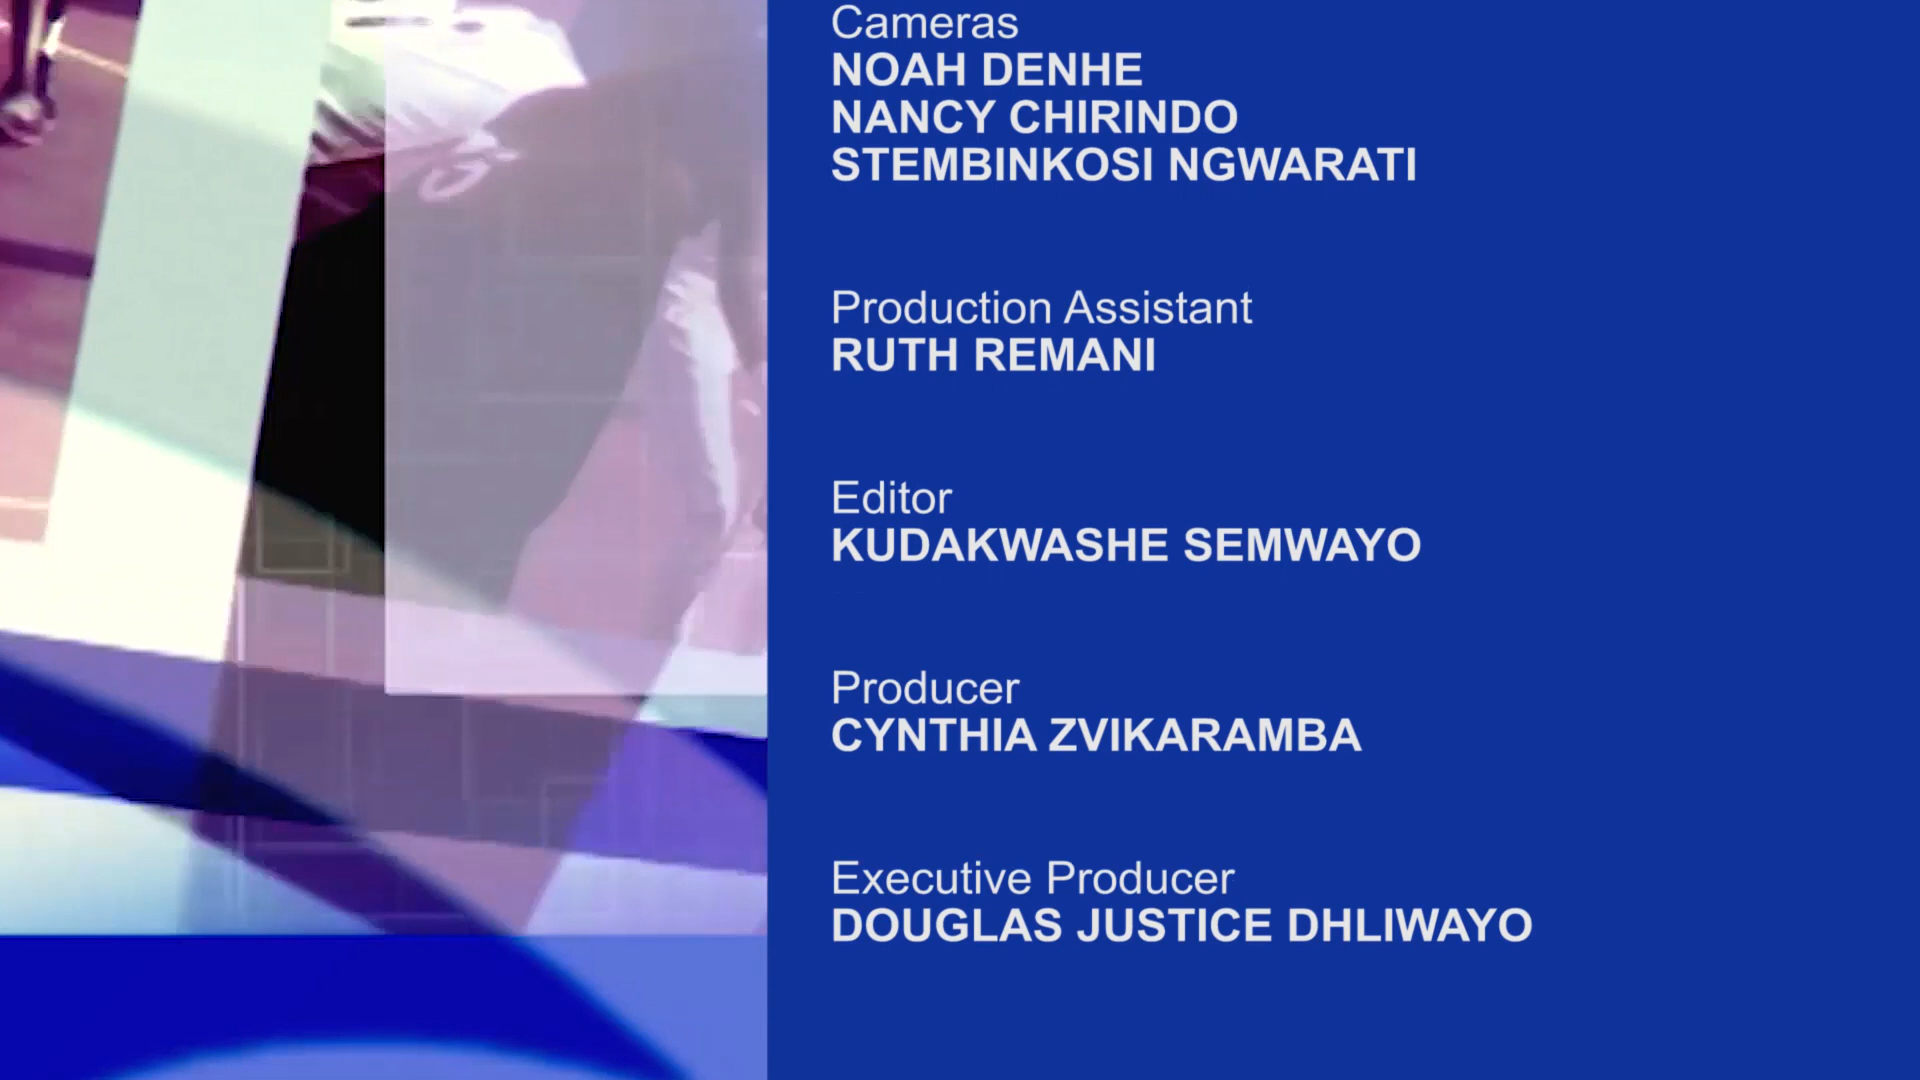 Cameras
NOAH DENHE
NANCY CHIRINDO
STEMBINKOSI NGWARATI
Production Assistant
RUTH REMANI
Editor
KUDAKWASHE SEMWAYO
Producer
CYNTHIA ZVIKARAMBA
Executive Producer
DOUGLAS JUSTICE DHLIWAYO